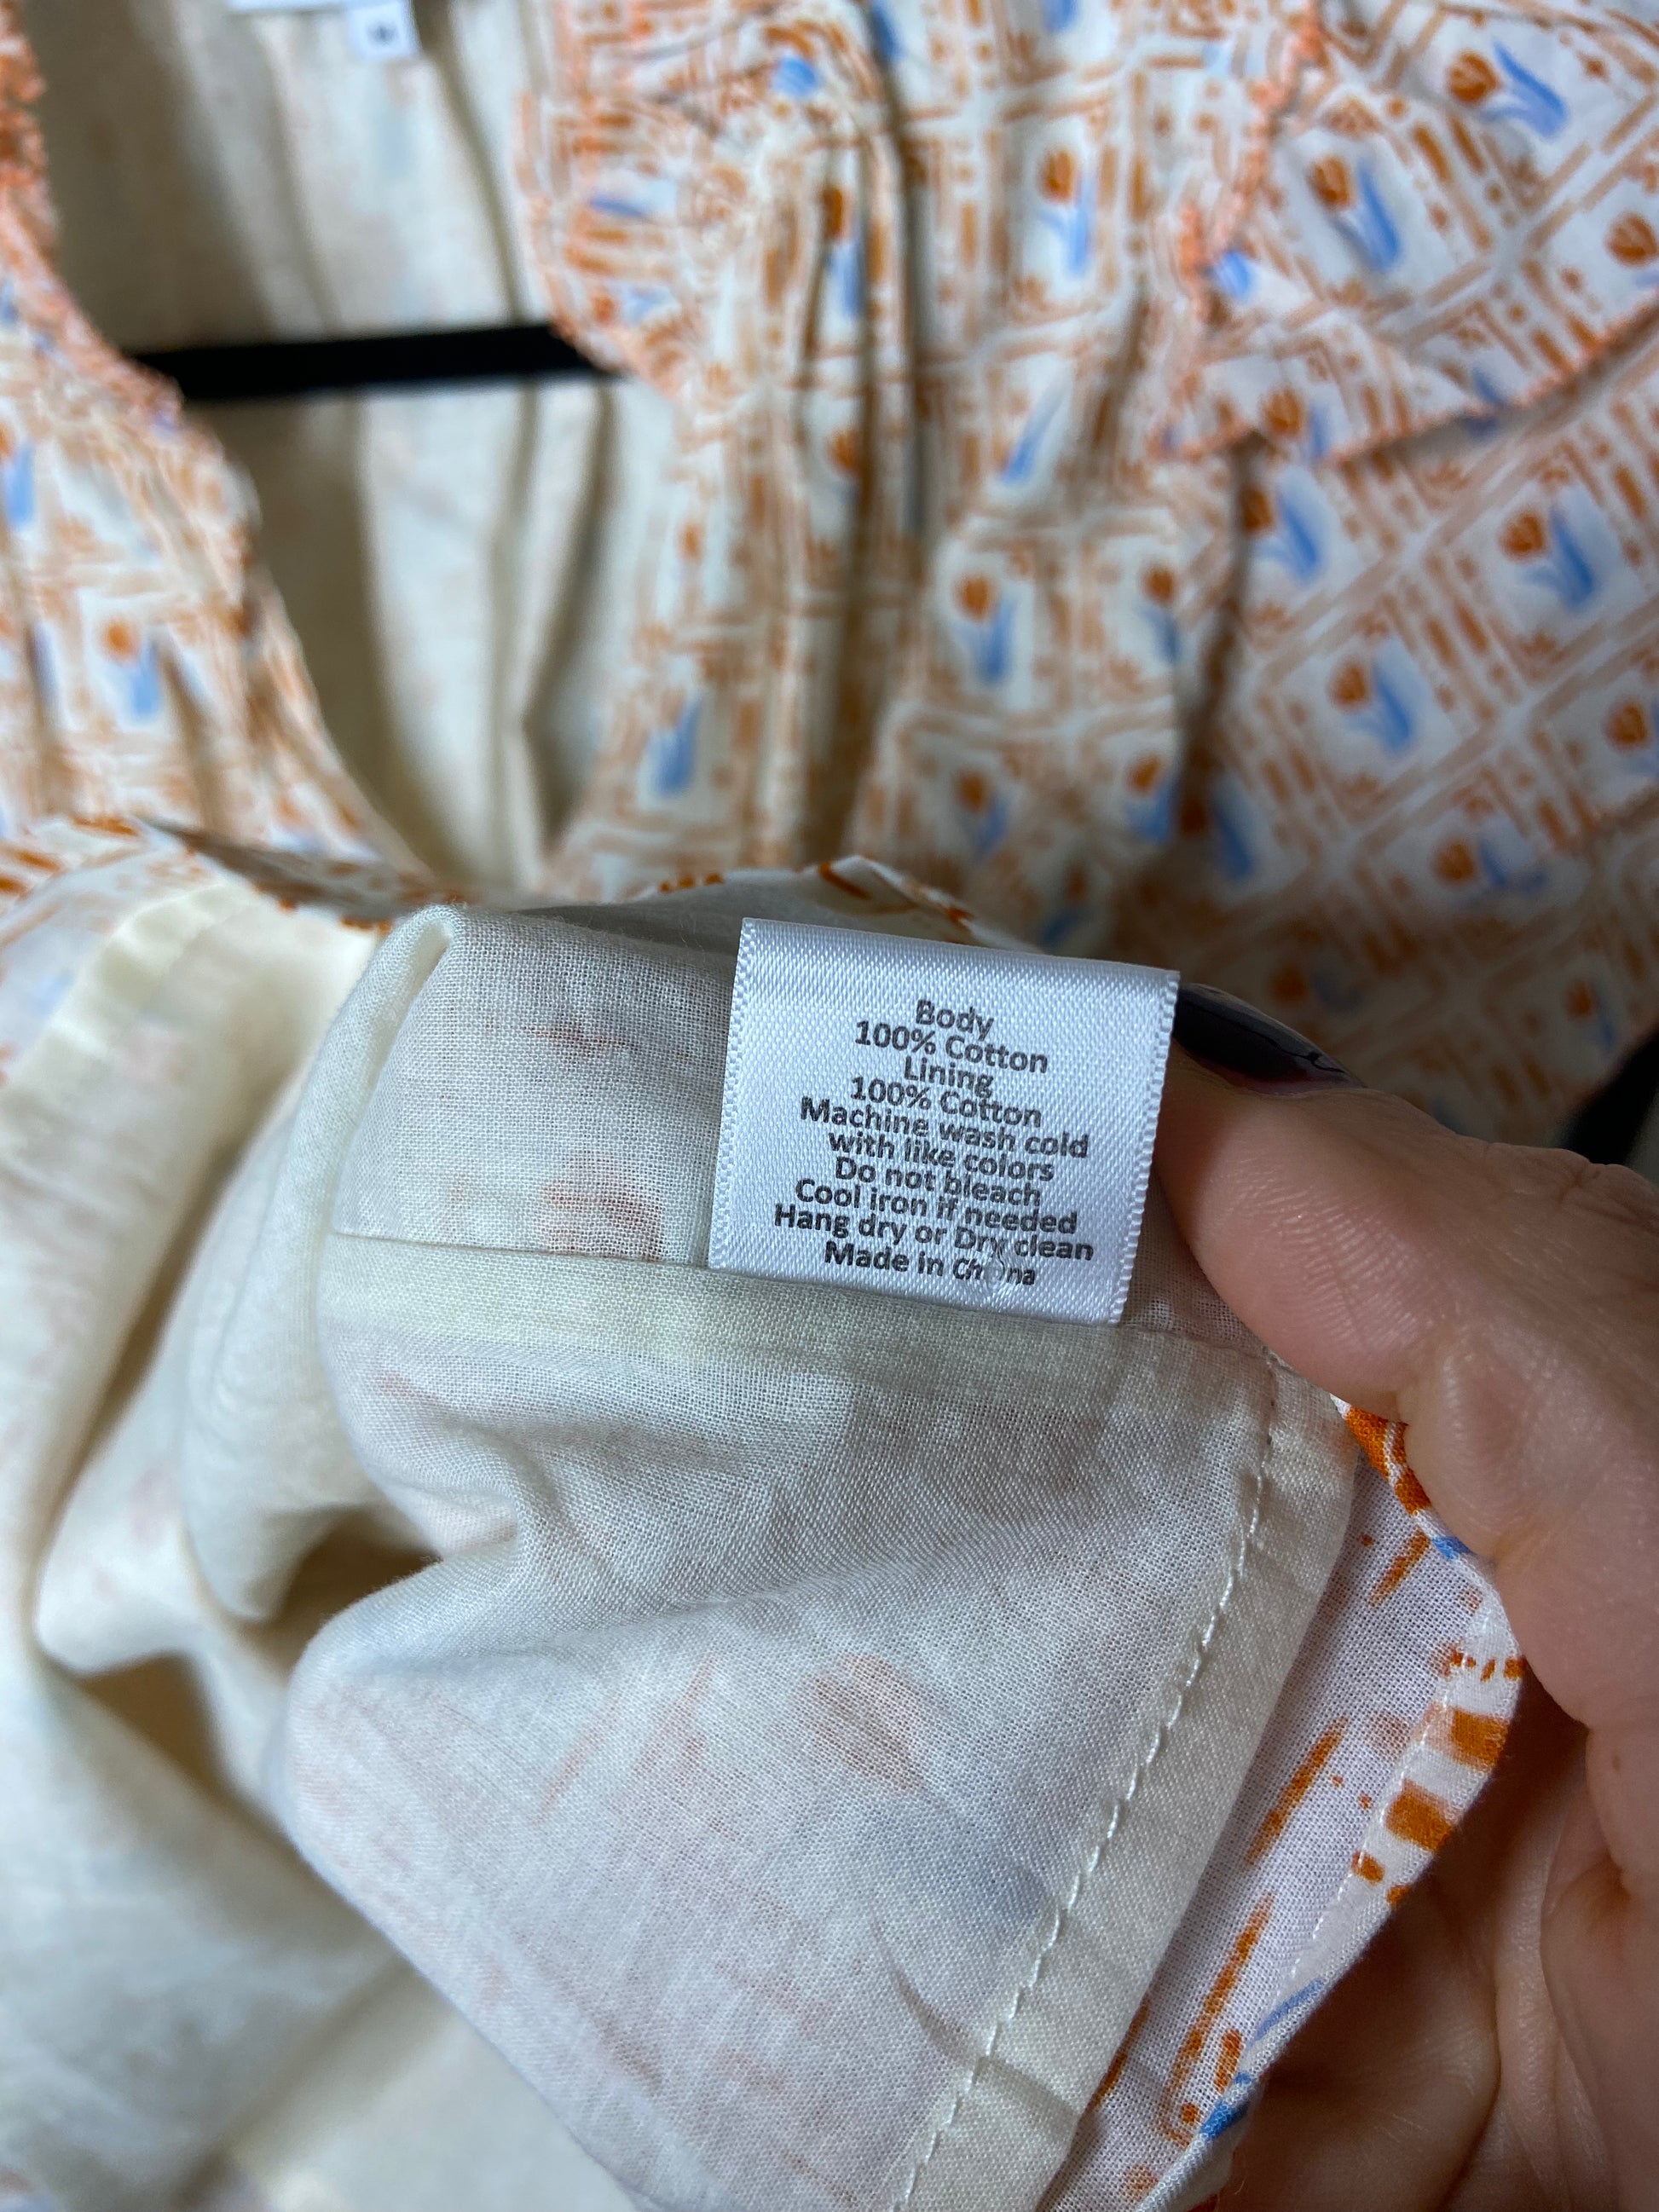 Body
100% Cotton
Lining
100% Cotton
Machine wash cold
with like colors
Do not bleach
Cool iron if needed
Hang dry or Dry clean
Made in China